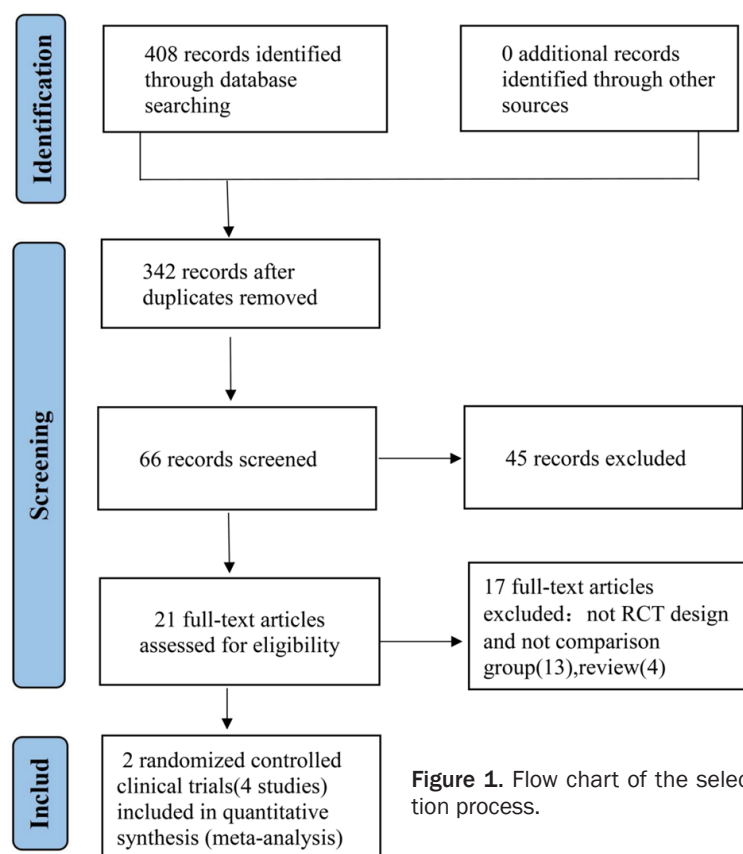 Identification
408 records identified
through database
searching
0 additional records
identified through other
sources
Screening
342 records after
duplicates removed
66 records screened
45 records excluded
21 full-text articles
assessed for eligibility
17 full-text articles
excluded：not RCT design
and not comparison
group(13),review(4)
Includ
2 randomized controlled
clinical trials(4 studies)
included in quantitative
synthesis (meta-analysis)
Figure 1. Flow chart of the selec-
tion process.